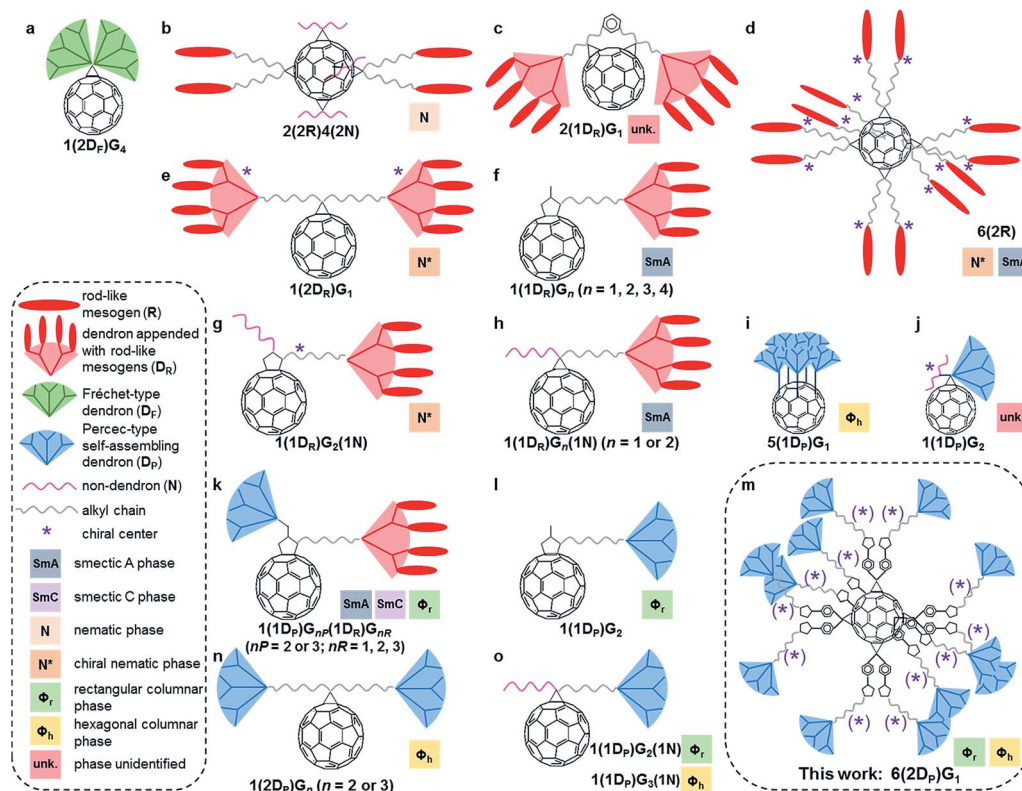 a
1(2D_F)G_4
b
N
2(2R)4(2N)
c
2(1D_R)G_1
unk.
d
*
*
*
*
*
*
*
*
*
*
*
*
6(2R)
N*
SmA
e
*
*
N*
1(2D_R)G_1
f
SmA
1(1D_R)G_n (n = 1, 2, 3, 4)
rod-like
mesogen (R)
dendron appended
with rod-like
mesogens (D_R)
Fréchet-type
dendron (D_F)
Percec-type
self-assembling
dendron (D_P)
non-dendron (N)
alkyl chain
*
chiral center
SmA
smectic A phase
SmC
smectic C phase
N
nematic phase
N*
chiral nematic phase
Φ_r
rectangular columnar
phase
Φ_h
hexagonal columnar
phase
unk.
phase unidentified
g
*
N*
1(1D_R)G_2(1N)
h
SmA
1(1D_R)G_n(1N) (n = 1 or 2)
i
Φ_h
5(1D_P)G_1
j
*
unk.
1(1D_P)G_2
k
SmA
SmC
Φ_r
1(1D_P)G_nP(1D_R)G_nR
(nP = 2 or 3; nR = 1, 2, 3)
l
Φ_r
1(1D_P)G_2
m
(*)
(*)
(*)
(*)
(*)
(*)
(*)
(*)
(*)
(*)
(*)
(*)
Φ_r
Φ_h
This work: 6(2D_P)G_1
n
Φ_h
1(2D_P)G_n (n = 2 or 3)
o
1(1D_P)G_2(1N)
Φ_r
1(1D_P)G_3(1N)
Φ_h